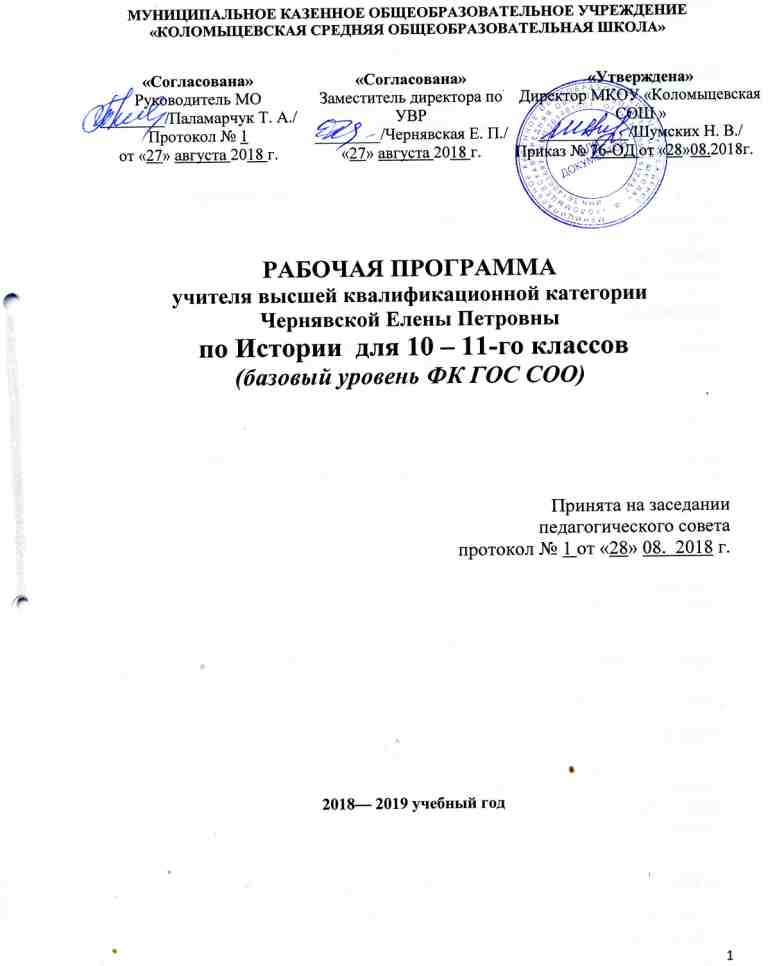 МУНИЦИПАЛЬНОЕ КАЗЕННОЕ ОБЩЕОБРАЗОВАТЕЛЬНОЕ УЧРЕЖДЕНИЕ
«КОЛОМЫЦЕВСКАЯ СРЕДНЯЯ ОБЩЕОБРАЗОВАТЕЛЬНАЯ ШКОЛА»
«Согласована»
Руководитель МО
/Паламарчук Т. А./
Протокол № 1
от «27» августа 2018 г.
«Согласована»
Заместитель директора по
УВР
/Чернявская Е. П./
«27» августа 2018 г.
«Утверждена»
Директор МКОУ «Коломыцевская
СОШ »
/Шумских Н. В./
Приказ № 76-ОД от «28»08.2018г.
РАБОЧАЯ ПРОГРАММА
учителя высшей квалификационной категории
Чернявской Елены Петровны
по Истории для 10 – 11-го классов
(базовый уровень ФК ГОС СОО)
Принята на заседании
педагогического совета
протокол № 1 от «28» 08. 2018 г.
2018— 2019 учебный год
1